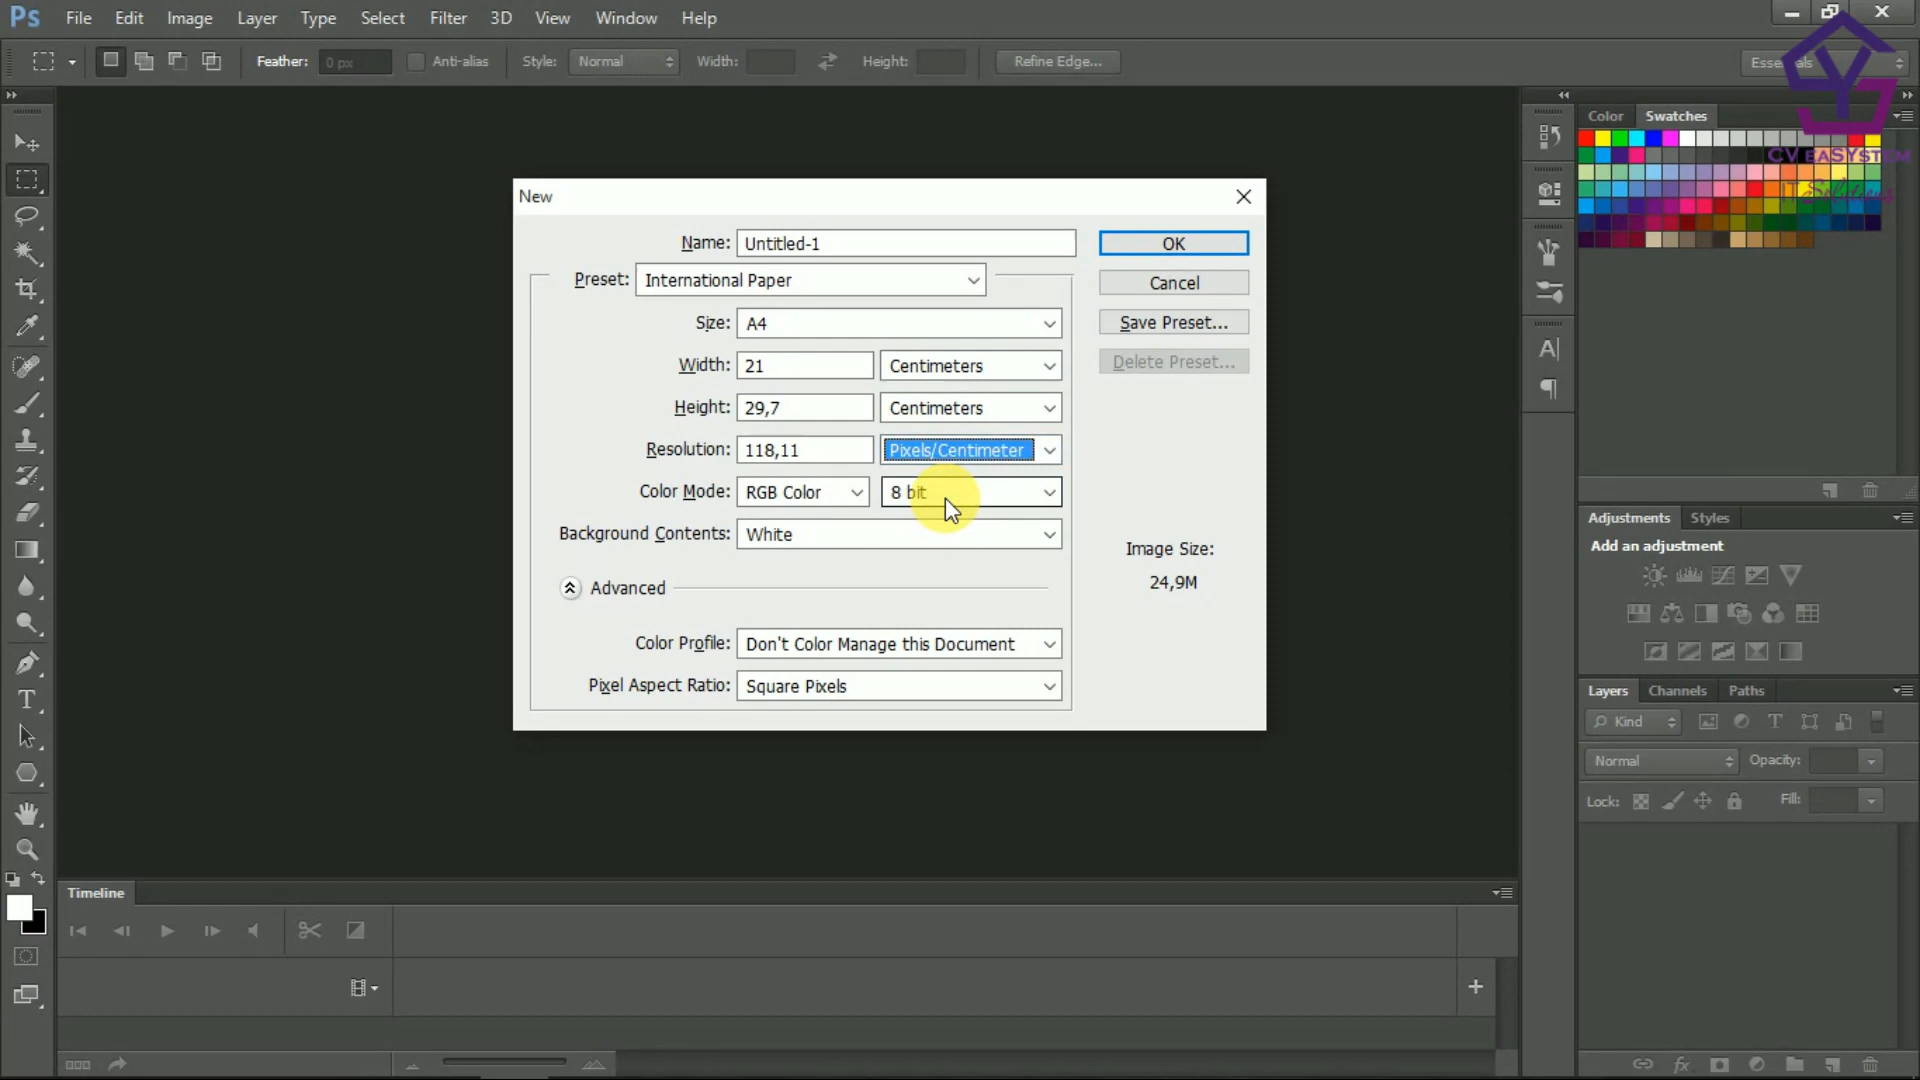 Ps File Edit Image Layer Type Select Filter 3D View Window Help
Feather: 0 px Anti-alias Style: Normal Width: Height: Refine Edge...
Color Swatches
CV eaSYstem
IT Solutions
New
Name: Untitled-1 OK
Preset: International Paper Cancel
Size: A4 Save Preset...
Width: 21 Centimeters Delete Preset...
Height: 29,7 Centimeters
Resolution: 118,11 Pixels/Centimeter
Color Mode: RGB Color 8 bit
Background Contents: White
Image Size:
24,9M
Advanced
Color Profile: Don't Color Manage this Document
Pixel Aspect Ratio: Square Pixels
Adjustments Styles
Add an adjustment
Layers Channels Paths
Kind
Normal Opacity:
Lock: Fill:
Timeline